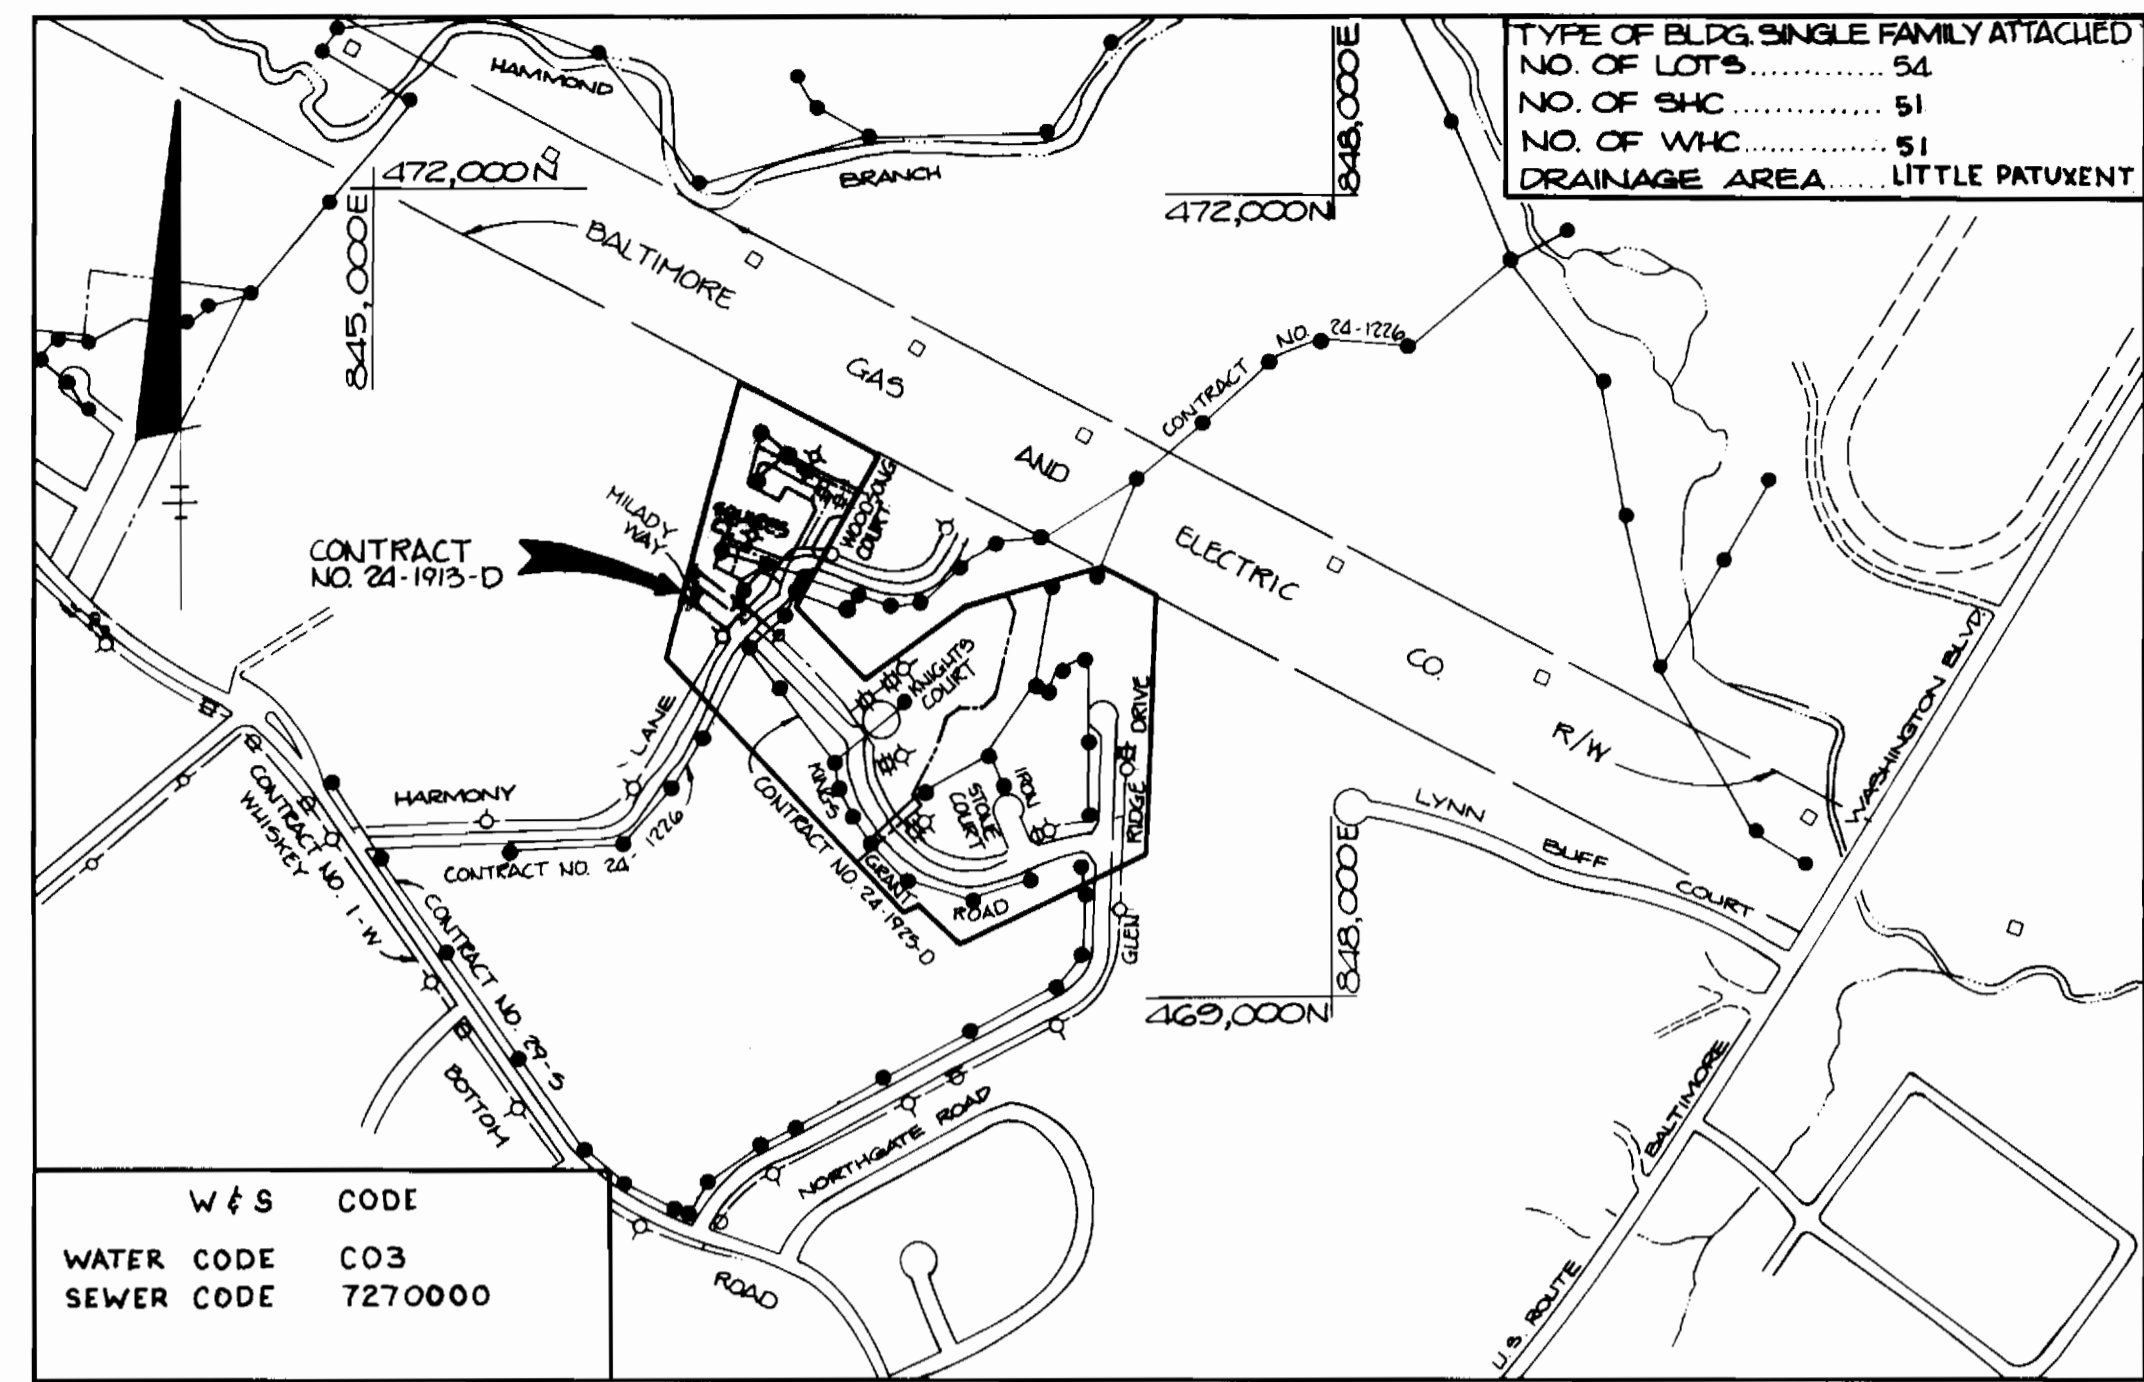 TYPE OF BLDG. SINGLE FAMILY ATTACHED
NO. OF LOTS............. 54
NO. OF SHC.............. 51
NO. OF WHC.............. 51
DRAINAGE AREA...... LITTLE PATUXENT
HAMMOND
BRANCH
472,000N
845,000E
472,000N
848,000E
BALTIMORE
GAS
AND
ELECTRIC
CO.
R/W
CONTRACT NO. 24-1226
MILADY
WAY
WOODSONG
COURT
CONTRACT
NO. 24-1913-D
KNIGHTS
COURT
LANE
HARMONY
CONTRACT NO. 24-1226
KINGS
GRANT
ROAD
CONTRACT NO. 24-1925-D
IRON
STONE
COURT
RIDGE DRIVE
GLEN
LYNN
BUFF
COURT
WASHINGTON BLVD.
BALTIMORE
U.S. ROUTE
848,000E
469,000N
CONTRACT NO. 1-W
WHISKEY
CONTRACT NO. 29-S
BOTTOM
ROAD
NORTHGATE ROAD
W & S CODE
WATER CODE C03
SEWER CODE 7270000